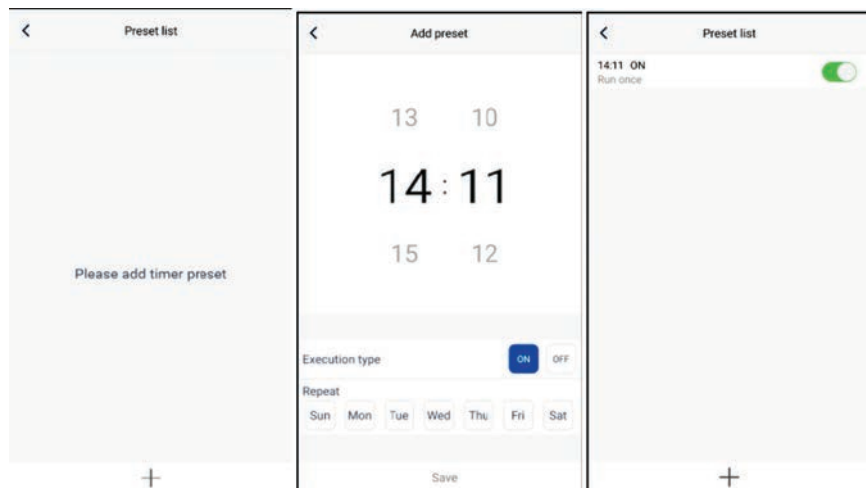 Preset list
Please add timer preset
+
Add preset
13 10
14 : 11
15 12
Execution type ON OFF
Repeat
Sun Mon Tue Wed Thu Fri Sat
Save
Preset list
14:11 ON
Run once
+